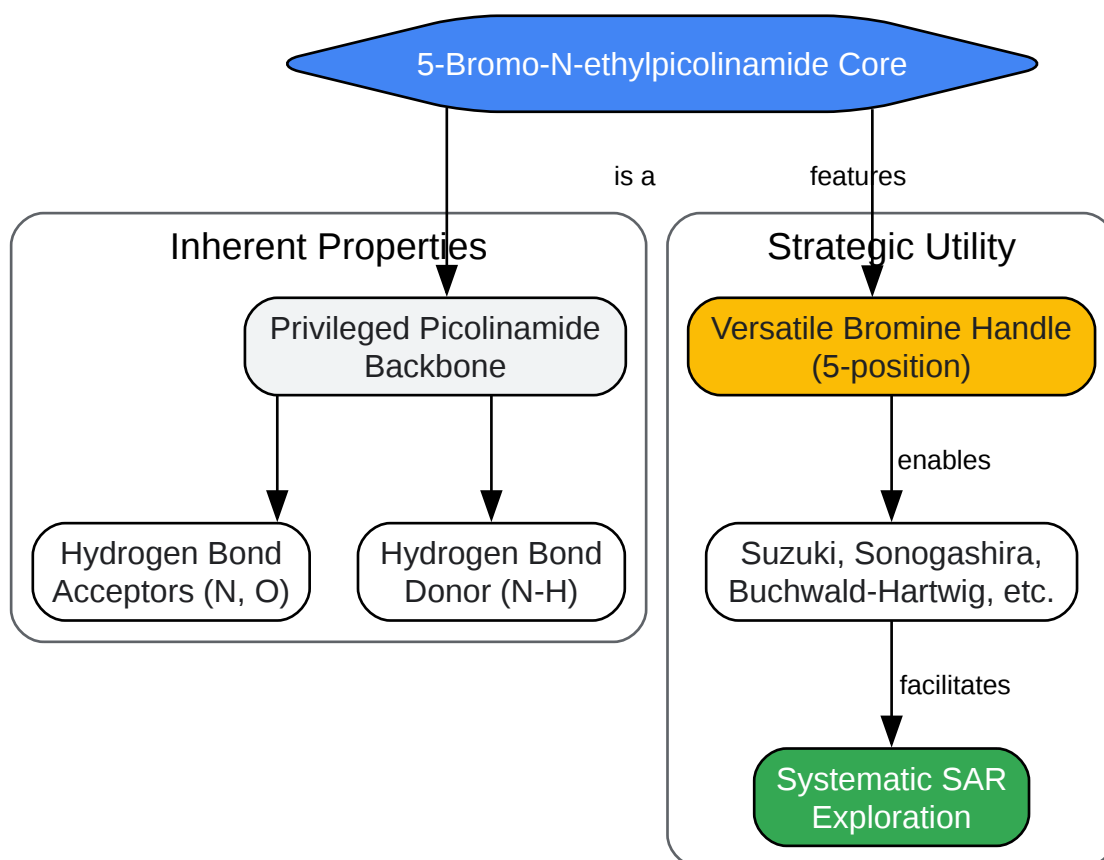 5-Bromo-N-ethylpicolinamide Core
is a
features
Inherent Properties
Strategic Utility
Privileged Picolinamide
Backbone
Versatile Bromine Handle
(5-position)
enables
Hydrogen Bond
Acceptors (N, O)
Hydrogen Bond
Donor (N-H)
Suzuki, Sonogashira,
Buchwald-Hartwig, etc.
facilitates
Systematic SAR
Exploration